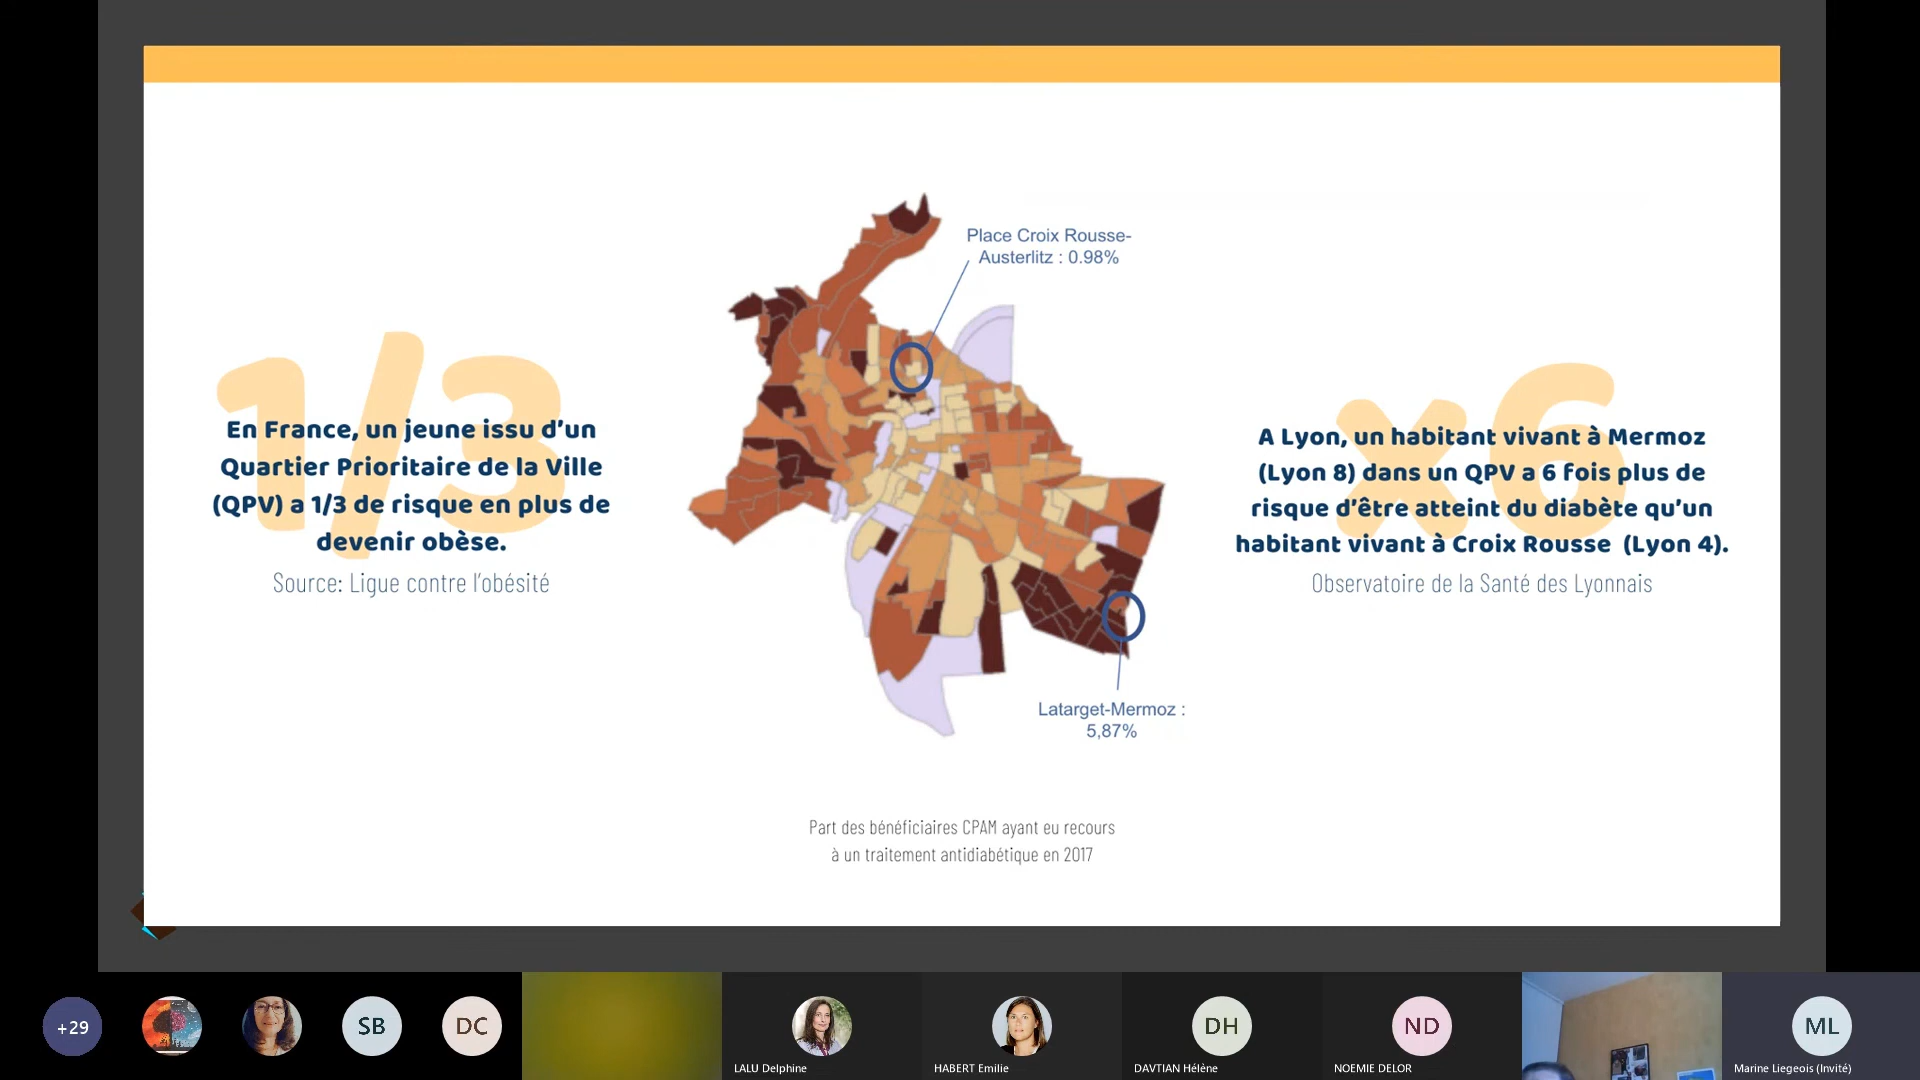 Place Croix Rousse-
Austerlitz : 0.98%
1/3
En France, un jeune issu d’un
Quartier Prioritaire de la Ville
(QPV) a 1/3 de risque en plus de
devenir obèse.
Source: Ligue contre l’obésité
x6
A Lyon, un habitant vivant à Mermoz
(Lyon 8) dans un QPV a 6 fois plus de
risque d’être atteint du diabète qu’un
habitant vivant à Croix Rousse (Lyon 4).
Observatoire de la Santé des Lyonnais
Latarget-Mermoz :
5,87%
Part des bénéficiaires CPAM ayant eu recours
à un traitement antidiabétique en 2017
+29
SB
DC
DH
ND
ML
LALU Delphine
HABERT Emilie
DAVTIAN Hélène
NOEMIE DELOR
Marine Liegeois (Invité)